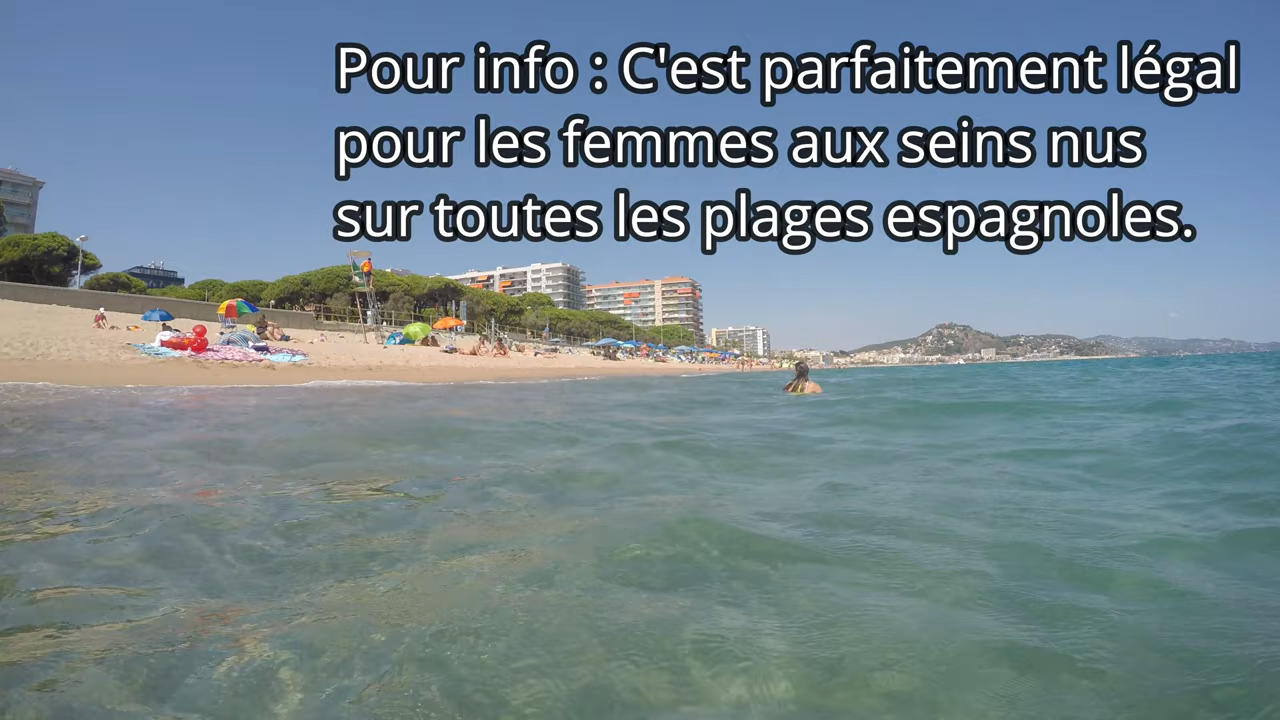 Pour info : C'est parfaitement légal
pour les femmes aux seins nus
sur toutes les plages espagnoles.